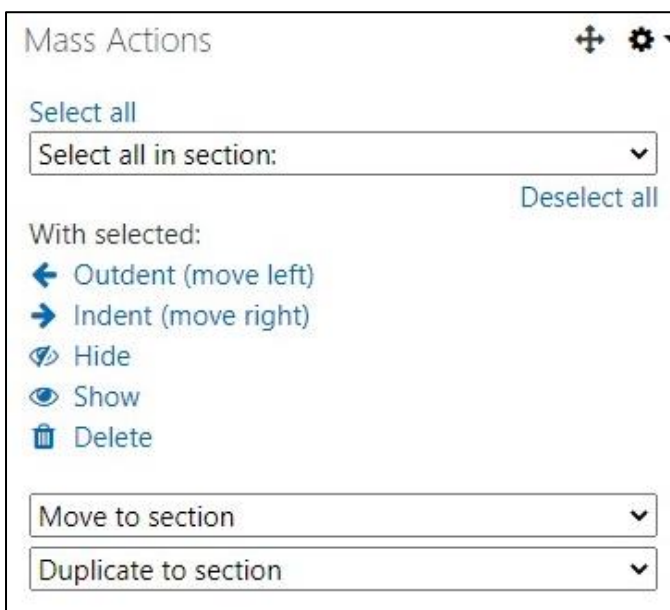 Mass Actions
Select all
Select all in section:
Deselect all
With selected:
Outdent (move left)
Indent (move right)
Hide
Show
Delete
Move to section
Duplicate to section